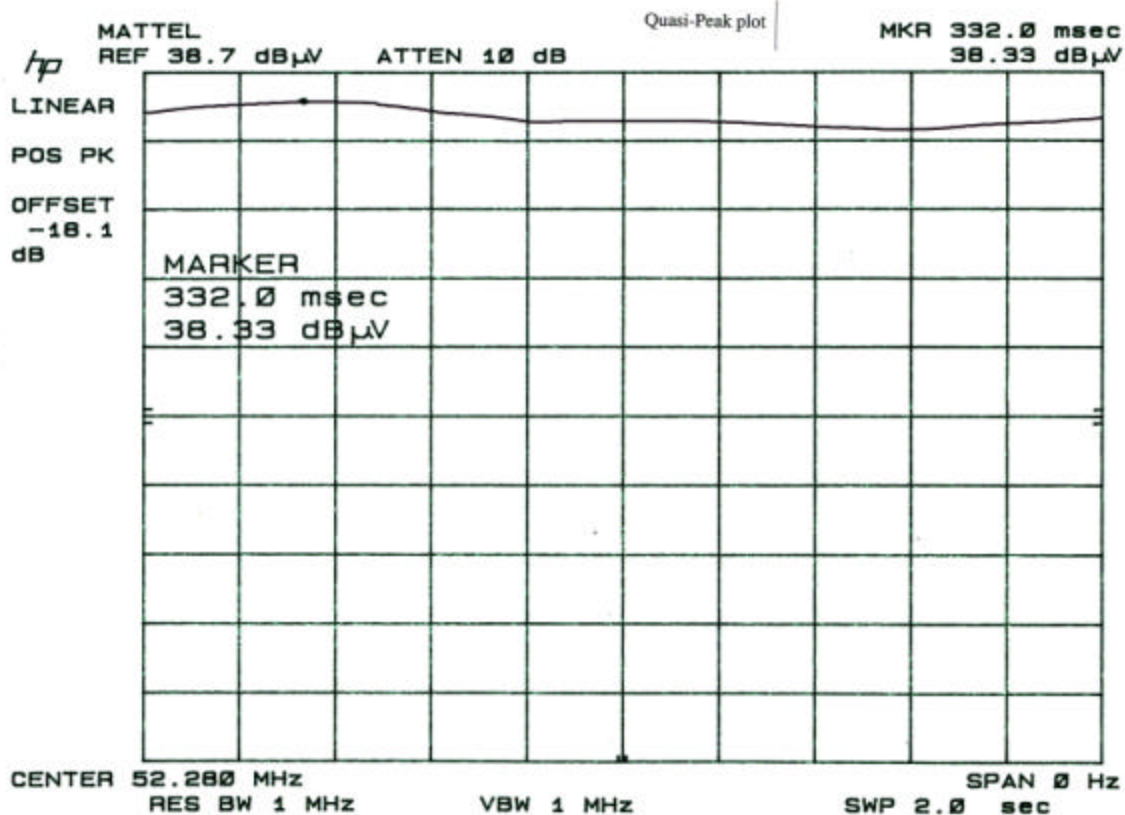 Quasi-Peak plot
MATTEL
MKR 332.0 msec
hp REF 38.7 dBµV ATTEN 10 dB
38.33 dBµV
LINEAR
POS PK
OFFSET
-18.1
dB
MARKER
332.0 msec
38.33 dBµV
CENTER 52.280 MHz
SPAN 0 Hz
RES BW 1 MHz VBW 1 MHz SWP 2.0 sec